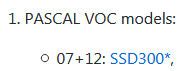 1. PASCAL VOC models:
○ 07+12: SSD300*,